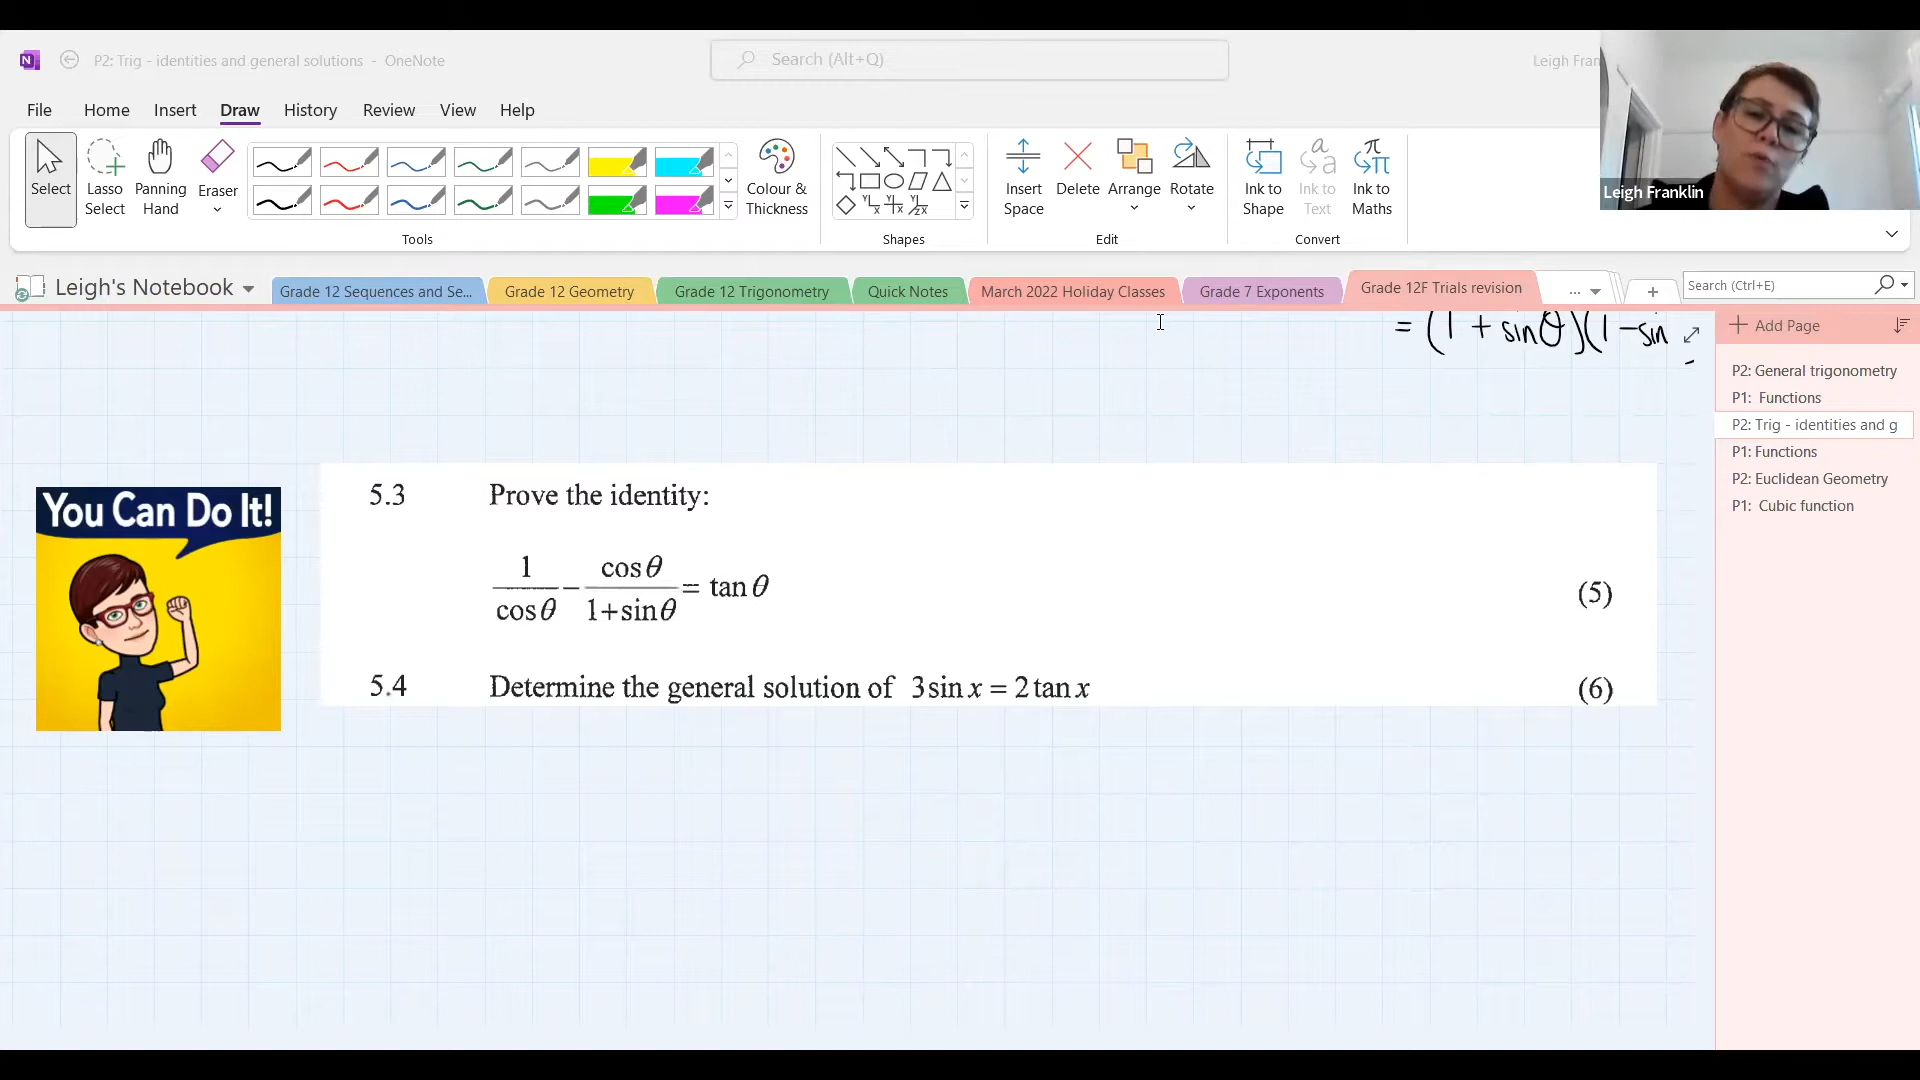 P2: Trig - identities and general solutions - OneNote
Search (Alt+Q)
Leigh Fran
File Home Insert Draw History Review View Help
Select
Lasso Select
Panning Hand
Eraser
Colour & Thickness
Insert Space
Delete
Arrange
Rotate
Ink to Shape
Ink to Text
Ink to Maths
Tools Shapes Edit Convert
Leigh Franklin
Leigh's Notebook
Grade 12 Sequences and Se...
Grade 12 Geometry
Grade 12 Trigonometry
Quick Notes
March 2022 Holiday Classes
Grade 7 Exponents
Grade 12F Trials revision
...
Search (Ctrl+E)
= (1 + sinθ)(1 - sin
Add Page
P2: General trigonometry
P1: Functions
P2: Trig - identities and g
P1: Functions
P2: Euclidean Geometry
P1: Cubic function
You Can Do It!
5.3 Prove the identity:
1/cosθ − cosθ/1+sinθ = tanθ (5)
5.4 Determine the general solution of 3sinx = 2tanx (6)